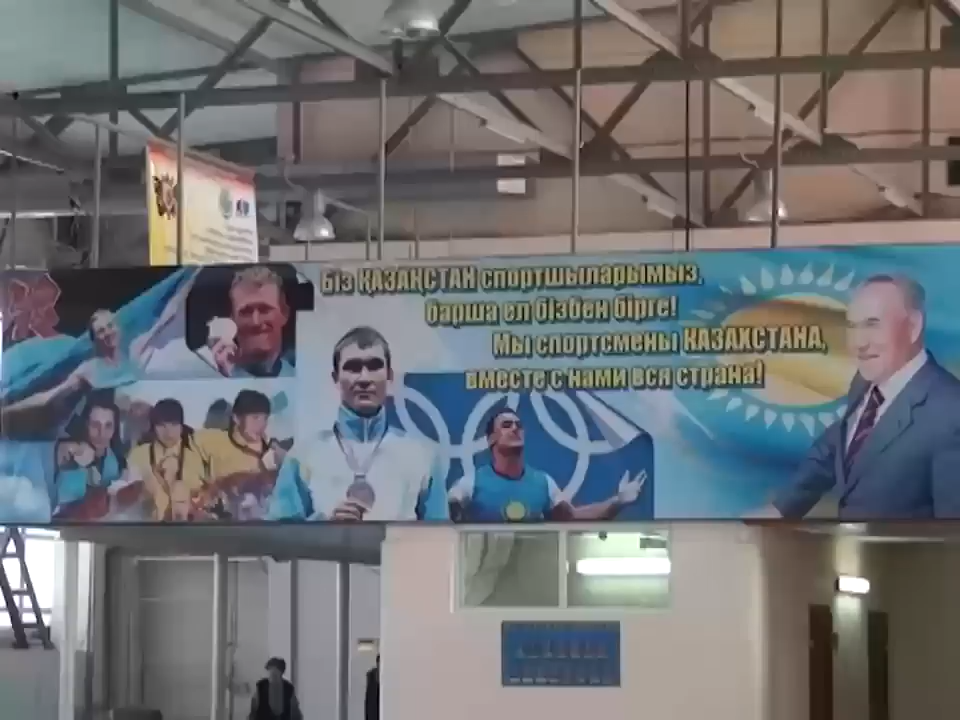 Біз ҚАЗАҚСТАН спортшыларымыз,
барша ел бізбен бірге!
Мы спортсмены КАЗАХСТАНА,
вместе с нами вся страна!